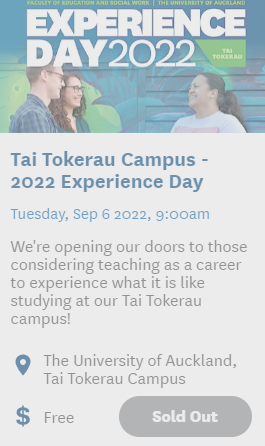 FACULTY OF EDUCATION AND SOCIAL WORK | THE UNIVERSITY OF AUCKLAND
EXPERIENCE
DAY2022
TAI
TOKERAU
Tai Tokerau Campus -
2022 Experience Day
Tuesday, Sep 6 2022, 9:00am
We're opening our doors to those
considering teaching as a career
to experience what it is like
studying at our Tai Tokerau
campus!
The University of Auckland,
Tai Tokerau Campus
$ Free
Sold Out